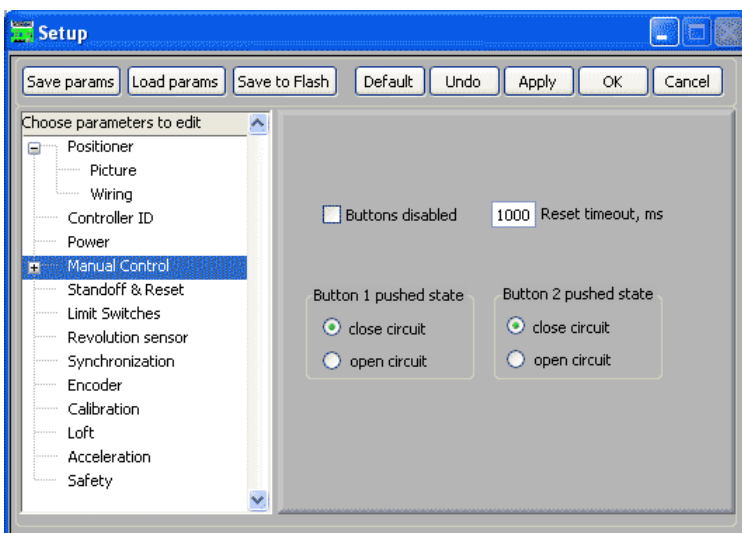 Setup
Save params Load params Save to Flash Default Undo Apply OK Cancel
Choose parameters to edit
Positioner
Picture
Wiring
Controller ID
Power
Manual Control
Standoff & Reset
Limit Switches
Revolution sensor
Synchronization
Encoder
Calibration
Loft
Acceleration
Safety
Buttons disabled 1000 Reset timeout, ms
Button 1 pushed state
close circuit
open circuit
Button 2 pushed state
close circuit
open circuit